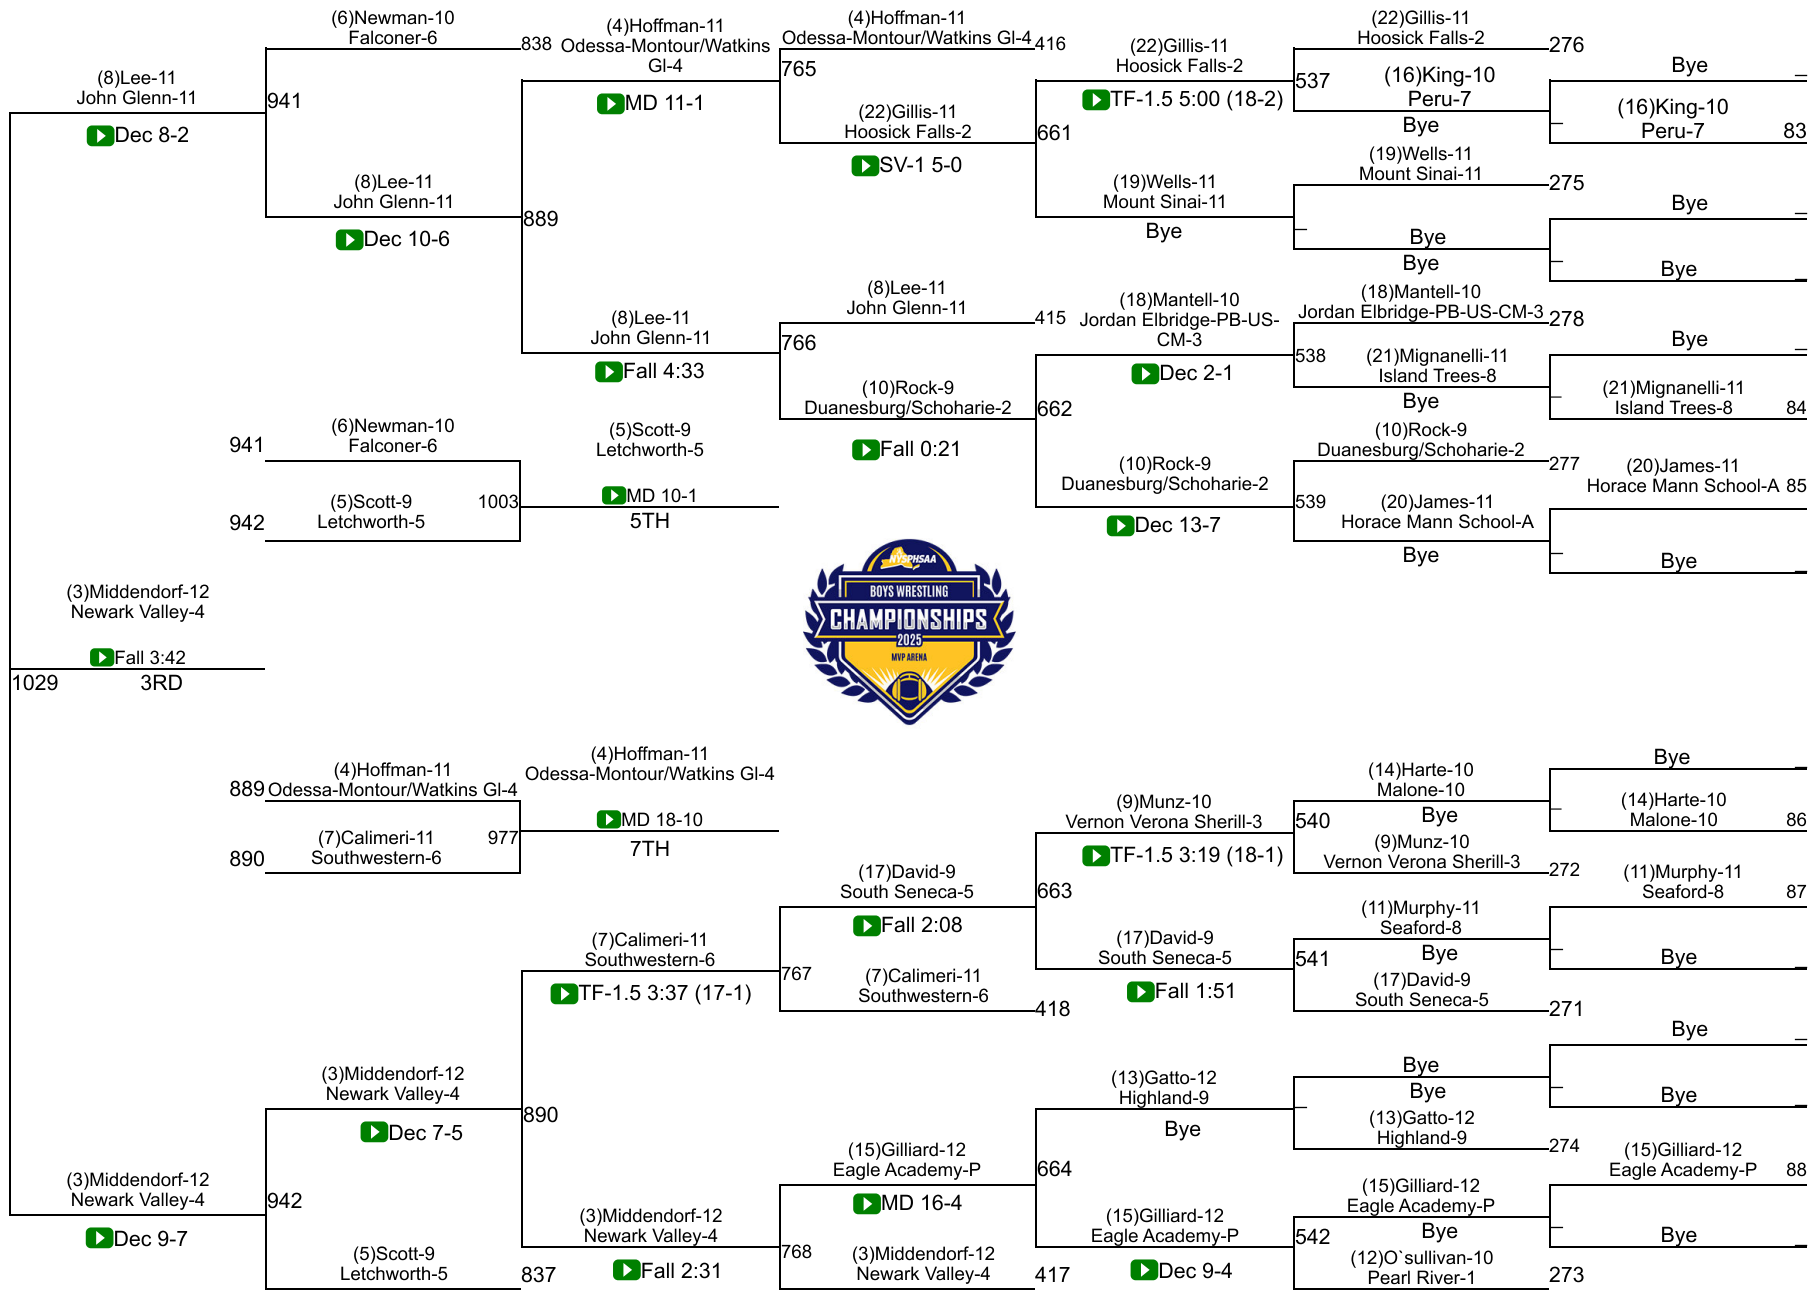 (6)Newman-10
Falconer-6
838
(4)Hoffman-11
Odessa-Montour/Watkins
Gl-4
(4)Hoffman-11
Odessa-Montour/Watkins Gl-4
416
(22)Gillis-11
Hoosick Falls-2
(22)Gillis-11
Hoosick Falls-2
276
Bye
(8)Lee-11
John Glenn-11
941
Dec 8-2
MD 11-1
765
TF-1.5 5:00 (18-2)
537
(16)King-10
Peru-7
Bye
(16)King-10
Peru-7
83
(22)Gillis-11
Hoosick Falls-2
661
SV-1 5-0
(19)Wells-11
Mount Sinai-11
275
(8)Lee-11
John Glenn-11
889
Dec 10-6
(19)Wells-11
Mount Sinai-11
Bye
Bye
Bye
Bye
Bye
(8)Lee-11
John Glenn-11
Fall 4:33
(8)Lee-11
John Glenn-11
415
766
(18)Mantell-10
Jordan Elbridge-PB-US-
CM-3
Dec 2-1
(18)Mantell-10
Jordan Elbridge-PB-US-CM-3
278
538
(21)Mignanelli-11
Island Trees-8
Bye
Bye
(21)Mignanelli-11
Island Trees-8
84
(10)Rock-9
Duanesburg/Schoharie-2
662
Fall 0:21
941
(6)Newman-10
Falconer-6
(5)Scott-9
Letchworth-5
942
(5)Scott-9
Letchworth-5
1003
MD 10-1
5TH
(10)Rock-9
Duanesburg/Schoharie-2
Dec 13-7
(10)Rock-9
Duanesburg/Schoharie-2
277
539
(20)James-11
Horace Mann School-A
Bye
(20)James-11
Horace Mann School-A
85
Bye
NYSPHSAA
BOYS WRESTLING
CHAMPIONSHIPS
2025
MVP ARENA
(3)Middendorf-12
Newark Valley-4
Fall 3:42
1029
3RD
889
(4)Hoffman-11
Odessa-Montour/Watkins Gl-4
(4)Hoffman-11
Odessa-Montour/Watkins Gl-4
890
(7)Calimeri-11
Southwestern-6
977
MD 18-10
7TH
(9)Munz-10
Vernon Verona Sherill-3
TF-1.5 3:19 (18-1)
(14)Harte-10
Malone-10
540
Bye
(9)Munz-10
Vernon Verona Sherill-3
272
Bye
(14)Harte-10
Malone-10
86
(17)David-9
South Seneca-5
663
Fall 2:08
(11)Murphy-11
Seaford-8
87
(7)Calimeri-11
Southwestern-6
TF-1.5 3:37 (17-1)
767
(7)Calimeri-11
Southwestern-6
418
(17)David-9
South Seneca-5
Fall 1:51
(11)Murphy-11
Seaford-8
541
Bye
(17)David-9
South Seneca-5
271
Bye
Bye
(3)Middendorf-12
Newark Valley-4
890
Dec 7-5
(13)Gatto-12
Highland-9
Bye
Bye
Bye
(13)Gatto-12
Highland-9
274
Bye
(3)Middendorf-12
Newark Valley-4
942
Dec 9-7
(15)Gilliard-12
Eagle Academy-P
664
MD 16-4
(15)Gilliard-12
Eagle Academy-P
88
(3)Middendorf-12
Newark Valley-4
Fall 2:31
768
(3)Middendorf-12
Newark Valley-4
417
(15)Gilliard-12
Eagle Academy-P
Dec 9-4
(15)Gilliard-12
Eagle Academy-P
542
Bye
(12)O`sullivan-10
Pearl River-1
273
Bye
(5)Scott-9
Letchworth-5
837